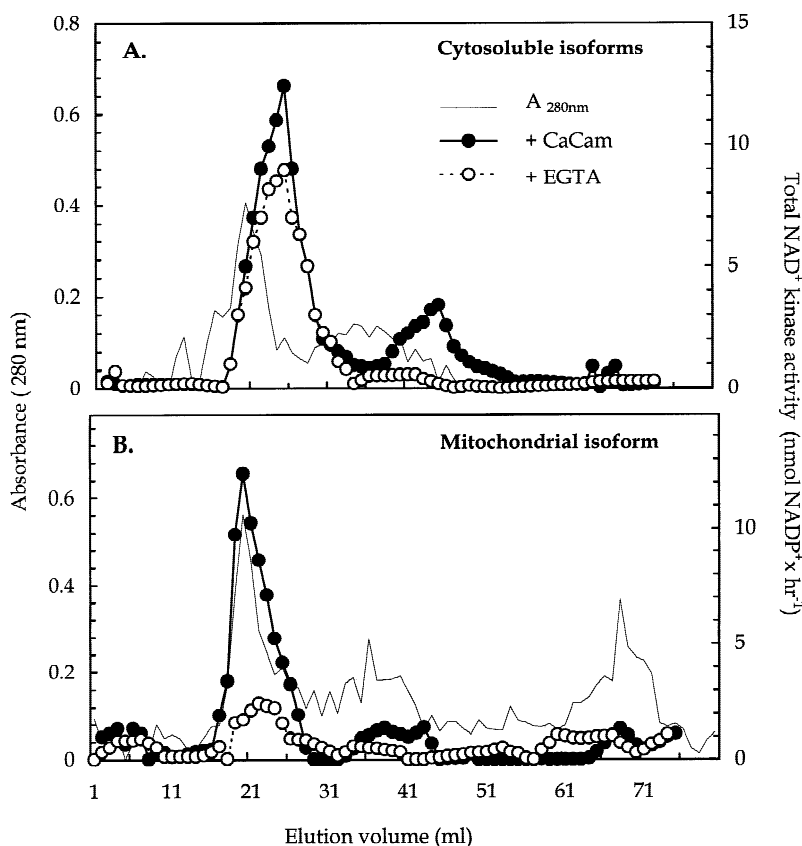 A.
Cytosoluble isoforms
A 280nm
+ CaCam
+ EGTA
0.8
0.6
0.4
0.2
0
15
10
5
0
B.
Mitochondrial isoform
0.6
0.4
0.2
0
10
5
0
1 11 21 31 41 51 61 71
Elution volume (ml)
Absorbance ( 280 nm)
Total NAD+ kinase activity (nmol NADP+x hr-1)